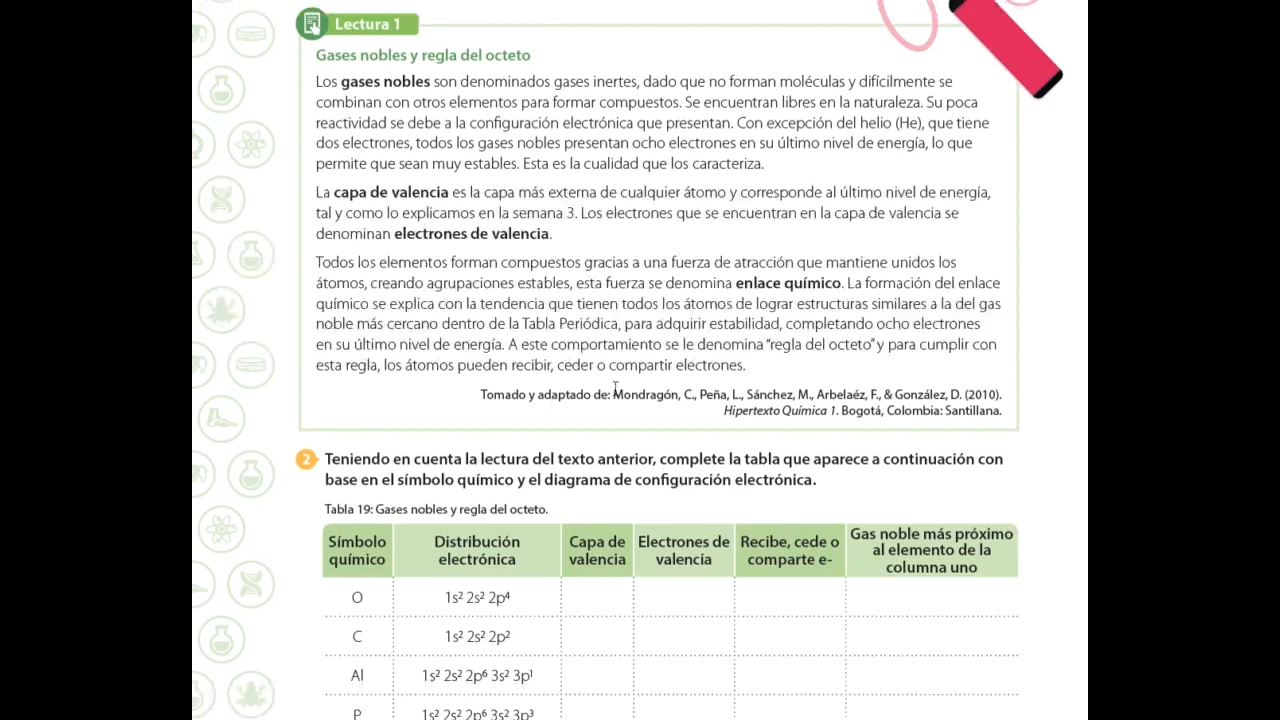 Lectura 1
Gases nobles y regla del octeto
Los gases nobles son denominados gases inertes, dado que no forman moléculas y difícilmente se
combinan con otros elementos para formar compuestos. Se encuentran libres en la naturaleza. Su poca
reactividad se debe a la configuración electrónica que presentan. Con excepción del helio (He), que tiene
dos electrones, todos los gases nobles presentan ocho electrones en su último nivel de energía, lo que
permite que sean muy estables. Esta es la cualidad que los caracteriza.
La capa de valencia es la capa más externa de cualquier átomo y corresponde al último nivel de energía,
tal y como lo explicamos en la semana 3. Los electrones que se encuentran en la capa de valencia se
denominan electrones de valencia.
Todos los elementos forman compuestos gracias a una fuerza de atracción que mantiene unidos los
átomos, creando agrupaciones estables, esta fuerza se denomina enlace químico. La formación del enlace
químico se explica con la tendencia que tienen todos los átomos de lograr estructuras similares a la del gas
noble más cercano dentro de la Tabla Periódica, para adquirir estabilidad, completando ocho electrones
en su último nivel de energía. A este comportamiento se le denomina "regla del octeto" y para cumplir con
esta regla, los átomos pueden recibir, ceder o compartir electrones.
Tomado y adaptado de: Mondragón, C., Peña, L., Sánchez, M., Arbelaéz, F., & González, D. (2010).
Hipertexto Química 1. Bogotá, Colombia: Santillana.
2 Teniendo en cuenta la lectura del texto anterior, complete la tabla que aparece a continuación con
base en el símbolo químico y el diagrama de configuración electrónica.
Tabla 19: Gases nobles y regla del octeto.
Símbolo químico Distribución electrónica Capa de valencia Electrones de valencia Recibe, cede o comparte e- Gas noble más próximo al elemento de la columna uno
O 1s² 2s² 2p⁴
C 1s² 2s² 2p²
Al 1s² 2s² 2p⁶ 3s² 3p¹
P 1s² 2s² 2p⁶ 3s² 3p³